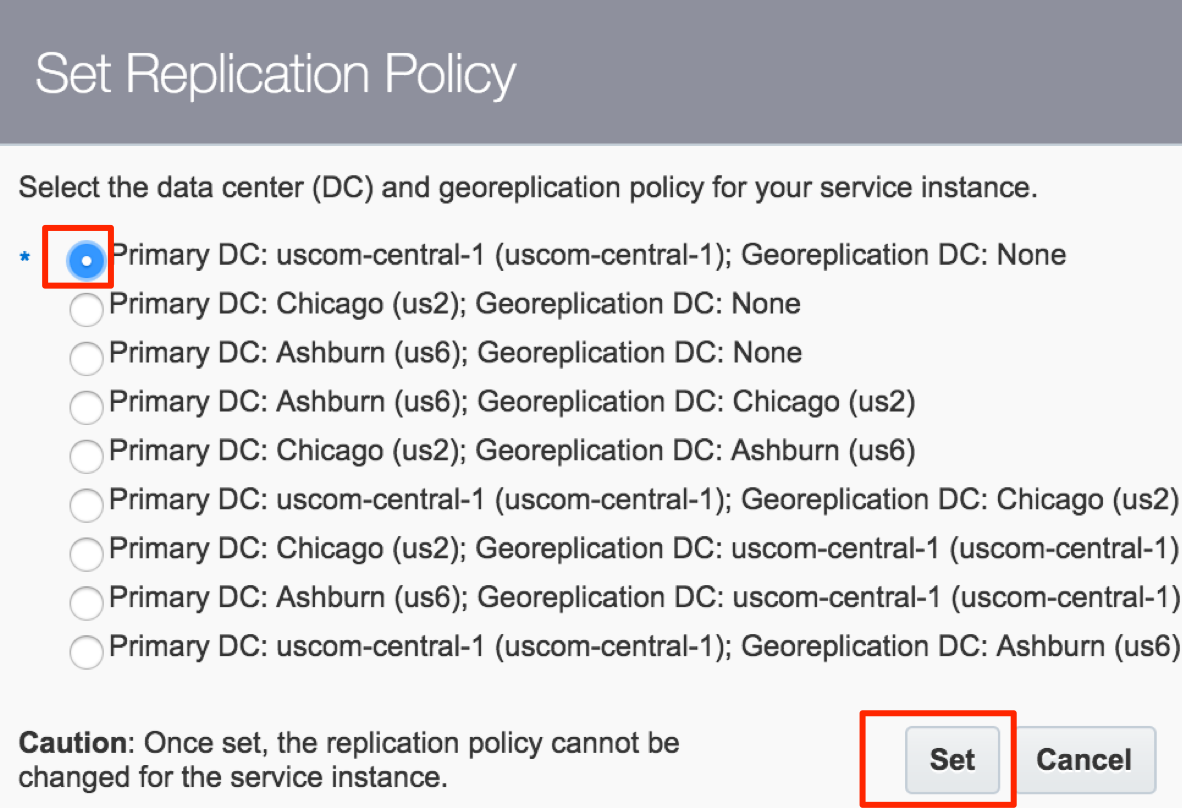 Set Replication Policy
Select the data center (DC) and georeplication policy for your service instance.
* Primary DC: uscom-central-1 (uscom-central-1); Georeplication DC: None
Primary DC: Chicago (us2); Georeplication DC: None
Primary DC: Ashburn (us6); Georeplication DC: None
Primary DC: Ashburn (us6); Georeplication DC: Chicago (us2)
Primary DC: Chicago (us2); Georeplication DC: Ashburn (us6)
Primary DC: uscom-central-1 (uscom-central-1); Georeplication DC: Chicago (us2)
Primary DC: Chicago (us2); Georeplication DC: uscom-central-1 (uscom-central-1)
Primary DC: Ashburn (us6); Georeplication DC: uscom-central-1 (uscom-central-1)
Primary DC: uscom-central-1 (uscom-central-1); Georeplication DC: Ashburn (us6)
Caution: Once set, the replication policy cannot be
changed for the service instance.
Set Cancel